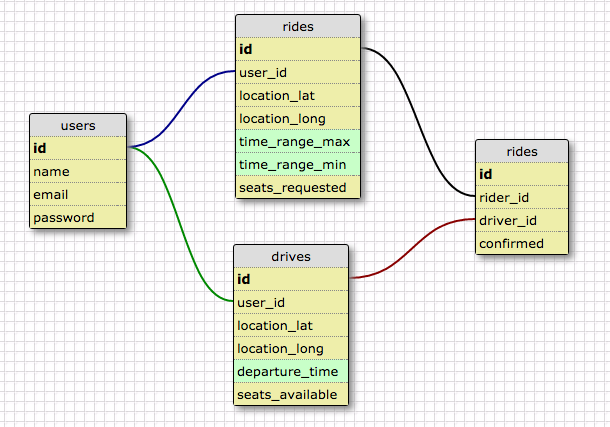 users
id
name
email
password
rides
id
user_id
location_lat
location_long
time_range_max
time_range_min
seats_requested
drives
id
user_id
location_lat
location_long
departure_time
seats_available
rides
id
rider_id
driver_id
confirmed